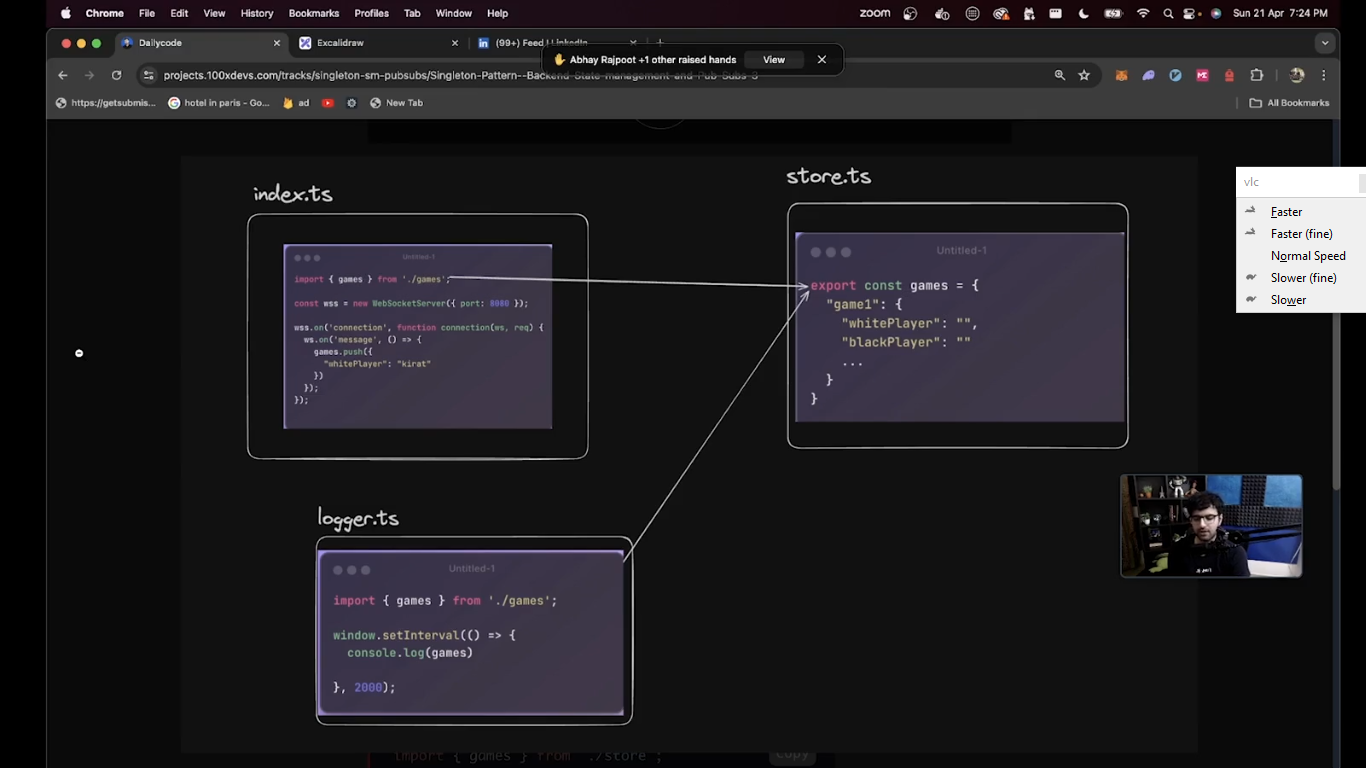 Chrome File Edit View History Bookmarks Profiles Tab Window Help zoom Sun 21 Apr 7:24 PM
Dailycode Excalidraw (99+) Feed | LinkedIn
Abhay Rajpoot +1 other raised hands View
projects.100xdevs.com/tracks/singleton-sm-pubsubs/Singleton-Pattern--Backend-State-management-and-Pub-Subs-3
https://getsubmis... hotel in paris - Go... ad New Tab All Bookmarks
index.ts
Untitled-1
import { games } from './games';
const wss = new WebSocketServer({ port: 8080 });
wss.on('connection', function connection(ws, req) {
ws.on('message', () => {
games.push({
"whitePlayer": "kirat"
})
});
});
store.ts
Untitled-1
export const games = {
"game1": {
"whitePlayer": "",
"blackPlayer": ""
...
}
}
vlc
Faster
Faster (fine)
Normal Speed
Slower (fine)
Slower
logger.ts
Untitled-1
import { games } from './games';
window.setInterval(() => {
console.log(games)
}, 2000);
import { games } from "./store";
Copy